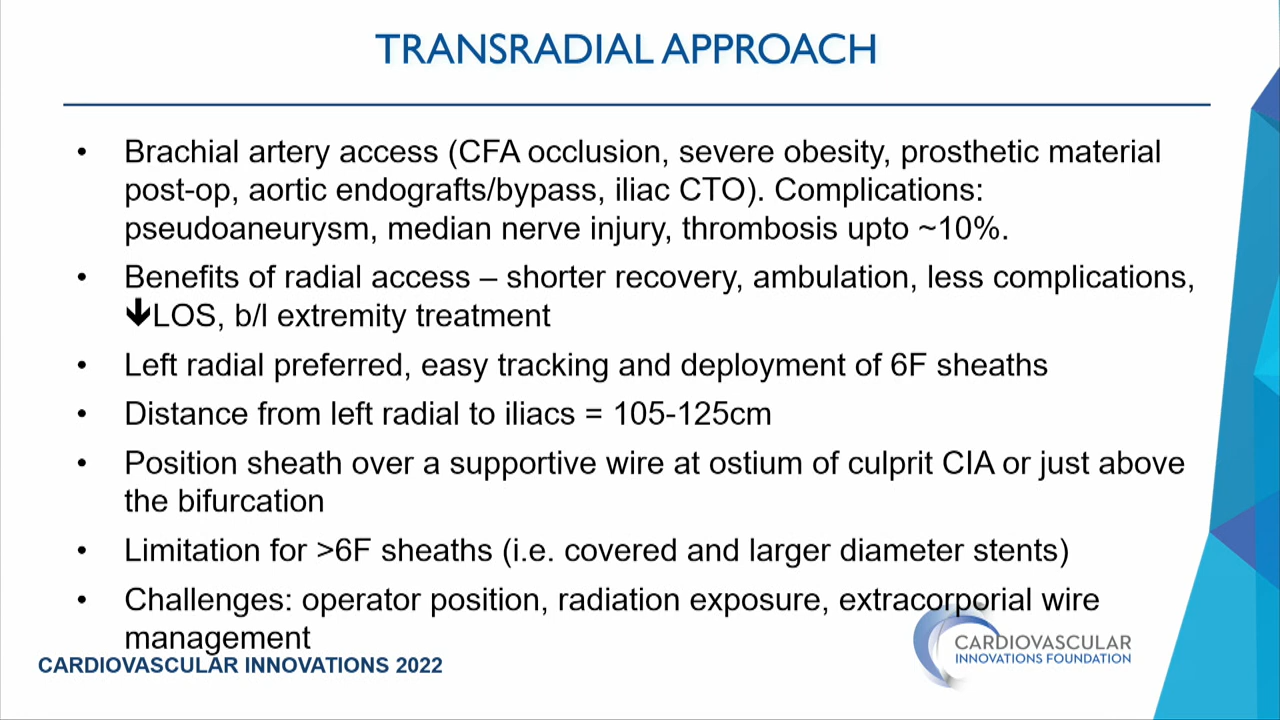 TRANSRADIAL APPROACH
• Brachial artery access (CFA occlusion, severe obesity, prosthetic material
post-op, aortic endografts/bypass, iliac CTO). Complications:
pseudoaneurysm, median nerve injury, thrombosis upto ~10%.
• Benefits of radial access – shorter recovery, ambulation, less complications,
🡫LOS, b/l extremity treatment
• Left radial preferred, easy tracking and deployment of 6F sheaths
• Distance from left radial to iliacs = 105-125cm
• Position sheath over a supportive wire at ostium of culprit CIA or just above
the bifurcation
• Limitation for >6F sheaths (i.e. covered and larger diameter stents)
• Challenges: operator position, radiation exposure, extracorporial wire
management
CARDIOVASCULAR INNOVATIONS 2022
CARDIOVASCULAR
INNOVATIONS FOUNDATION